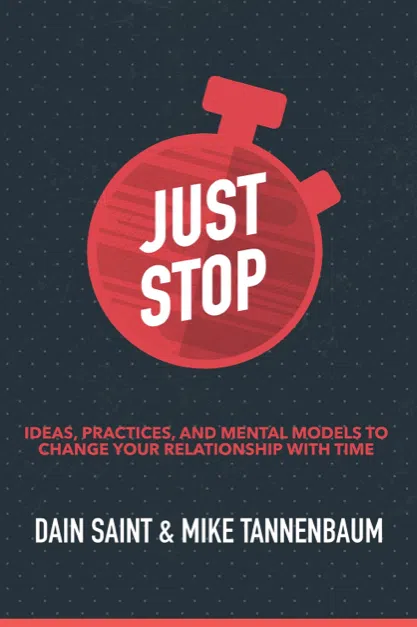 JUST
STOP
IDEAS, PRACTICES, AND MENTAL MODELS TO
CHANGE YOUR RELATIONSHIP WITH TIME
DAIN SAINT & MIKE TANNENBAUM